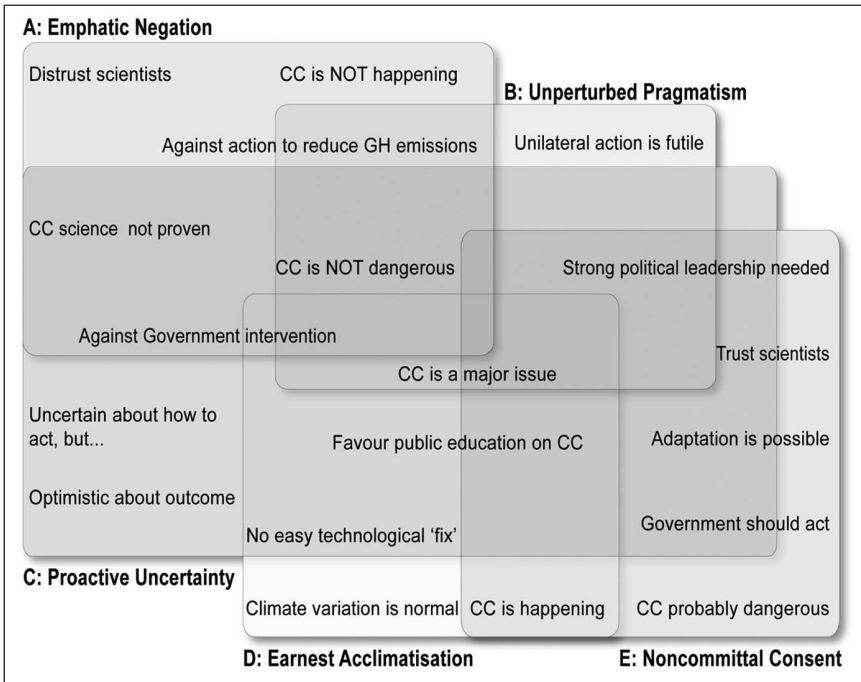 A: Emphatic Negation
Distrust scientists
CC is NOT happening
B: Unperturbed Pragmatism
Against action to reduce GH emissions
Unilateral action is futile
CC science not proven
CC is NOT dangerous
Strong political leadership needed
Against Government intervention
Trust scientists
CC is a major issue
Uncertain about how to
act, but...
Favour public education on CC
Adaptation is possible
Optimistic about outcome
No easy technological ‘fix’
Government should act
C: Proactive Uncertainty
Climate variation is normal
CC is happening
CC probably dangerous
D: Earnest Acclimatisation
E: Noncommittal Consent